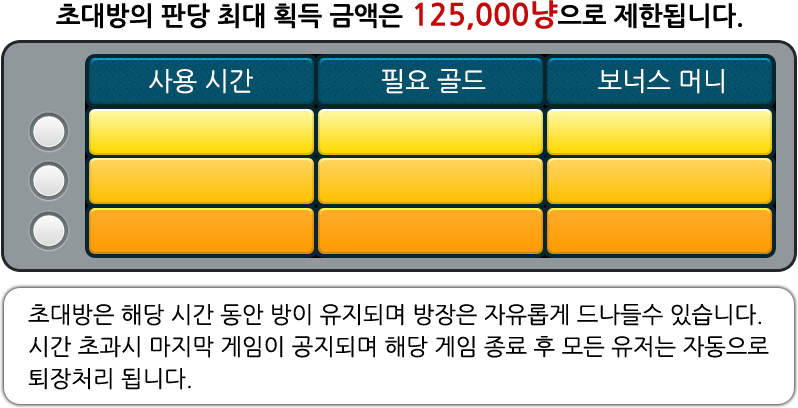 초대방의 판당 최대 획득 금액은 125,000냥으로 제한됩니다.
사용 시간 필요 골드 보너스 머니
초대방은 해당 시간 동안 방이 유지되며 방장은 자유롭게 드나들수 있습니다.
시간 초과시 마지막 게임이 공지되며 해당 게임 종료 후 모든 유저는 자동으로
퇴장처리 됩니다.